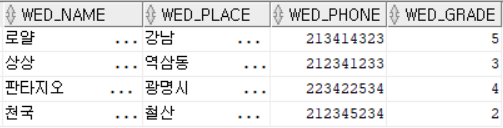 WED_NAME WED_PLACE WED_PHONE WED_GRADE
로얄 ... 강남 ... 213414323 5
상상 ... 역삼동 ... 212341233 3
판타지오 ... 광명시 ... 223422534 4
천국 ... 철산 ... 212345234 2